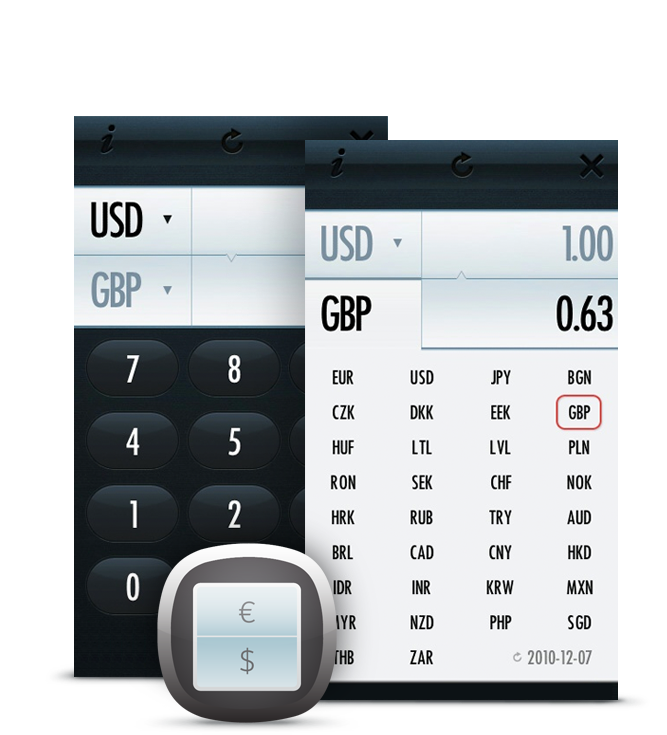 USD
GBP
7 8
4 5
1 2
0
€
$
USD 1.00
GBP 0.63
EUR USD JPY BGN
CZK DKK EEK GBP
HUF LTL LVL PLN
RON SEK CHF NOK
HRK RUB TRY AUD
BRL CAD CNY HKD
IDR INR KRW MXN
MYR NZD PHP SGD
THB ZAR 2010-12-07